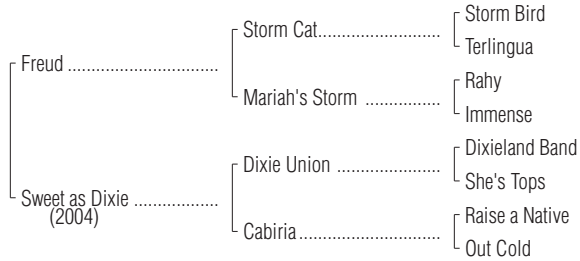 Storm Bird
Storm Cat....................................
Terlingua
Freud ................................
Rahy
Mariah's Storm ................
Immense
Dixieland Band
Dixie Union ......................
She's Tops
Sweet as Dixie ..................
(2004)
Raise a Native
Cabiria..............................
Out Cold